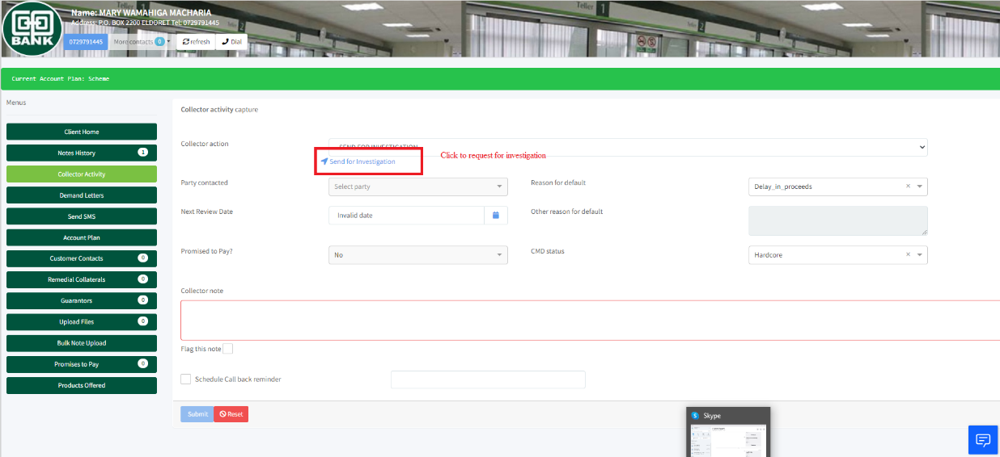 Telier 1
Telier
Name: MARY WAMAHIGA MACHARIA
Address: P.O. BOX 2200 ELDORET Tel: 0729791445
BANK
0729791445 More contacts 0 refresh Dial
Current Account Plan: Scheme
Menus
Client Home
Notes History 1
Collector Activity
Demand Letters
Send SMS
Account Plan
Customer Contacts 0
Remedial Collaterals 0
Guarantors 0
Upload Files 0
Bulk Note Upload
Promises to Pay 0
Products Offered
Collector activity capture
Collector action SEND FOR INVESTIGATION
Send for Investigation Click to request for investigation
Party contacted Select party Reason for default Delay_in_proceeds
Next Review Date Invalid date Other reason for default
Promised to Pay? No CMD status Hardcore
Collector note
Flag this note
Schedule Call back reminder
Submit Reset
Skype